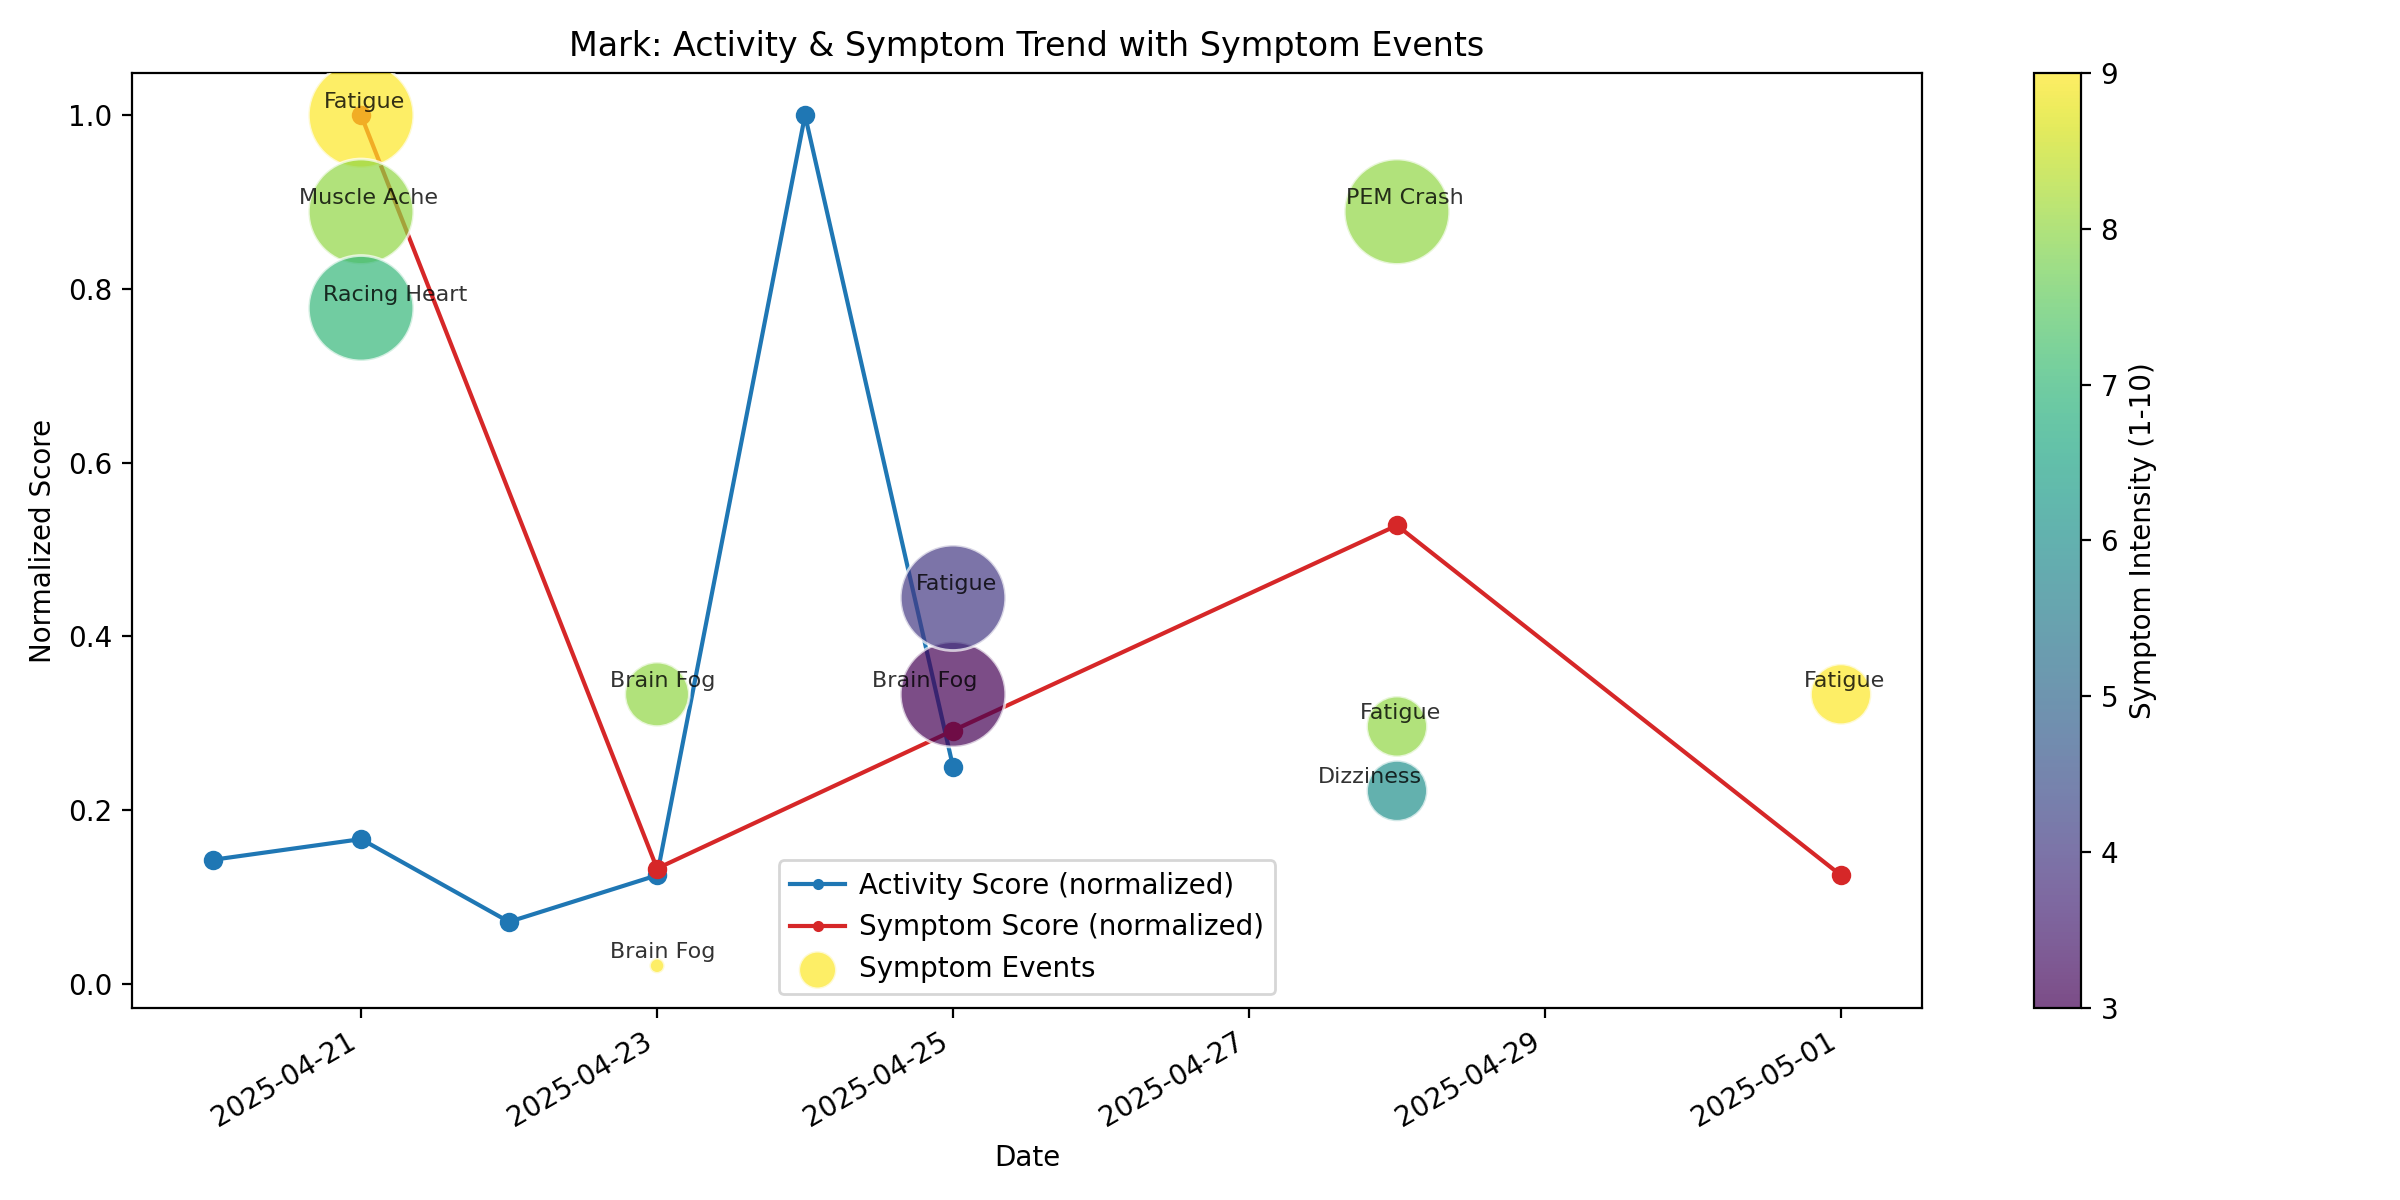 Mark: Activity & Symptom Trend with Symptom Events
Normalized Score
1.0
0.8
0.6
0.4
0.2
0.0
Fatigue
Muscle Ache
Racing Heart
PEM Crash
Fatigue
Brain Fog
Brain Fog
Fatigue
Fatigue
Dizziness
Brain Fog
Activity Score (normalized)
Symptom Score (normalized)
Symptom Events
2025-04-21
2025-04-23
2025-04-25
2025-04-27
2025-04-29
2025-05-01
Date
9
8
7
6
5
4
3
Symptom Intensity (1-10)